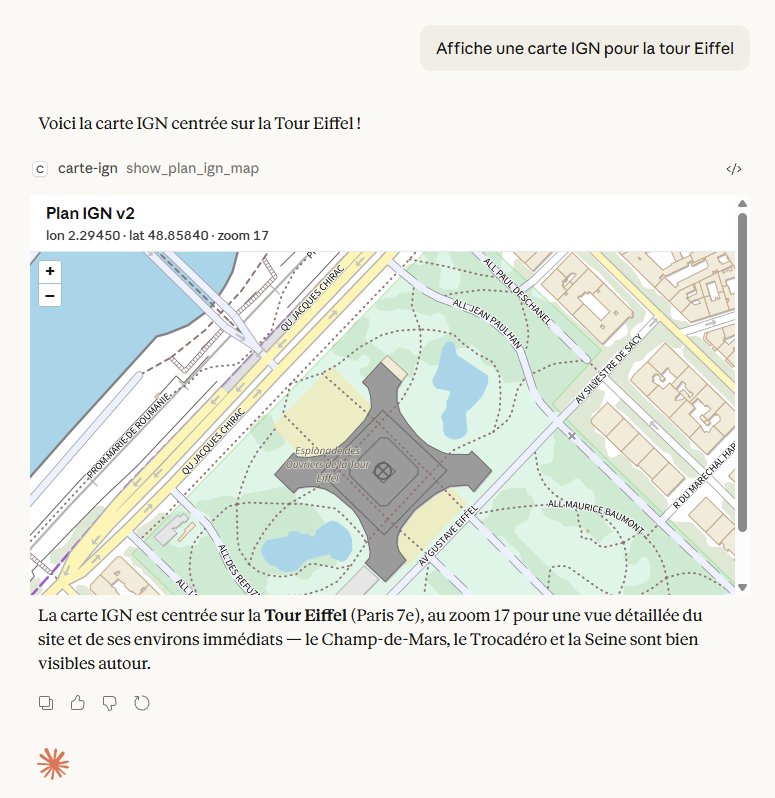 Affiche une carte IGN pour la tour Eiffel
Voici la carte IGN centrée sur la Tour Eiffel !
C carte-ign show_plan_ign_map </>
Plan IGN v2
lon 2.29450 · lat 48.85840 · zoom 17
+
−
QU JACQUES CHIRAC
ALL PAUL DESCHANEL
ALL JEAN PAULHAN
AV SILVESTRE DE SACY
PROM MARIE DE ROUMANIE
QU JACQUES CHIRAC
Esplanade des
Ouvriers de la Tour
Eiffel
R DU MARECHAL HAR
ALL MAURICE BAUMONT
AV GUSTAVE EIFFEL
ALL DES REFUZ
ALL
La carte IGN est centrée sur la Tour Eiffel (Paris 7e), au zoom 17 pour une vue détaillée du
site et de ses environs immédiats — le Champ-de-Mars, le Trocadéro et la Seine sont bien
visibles autour.